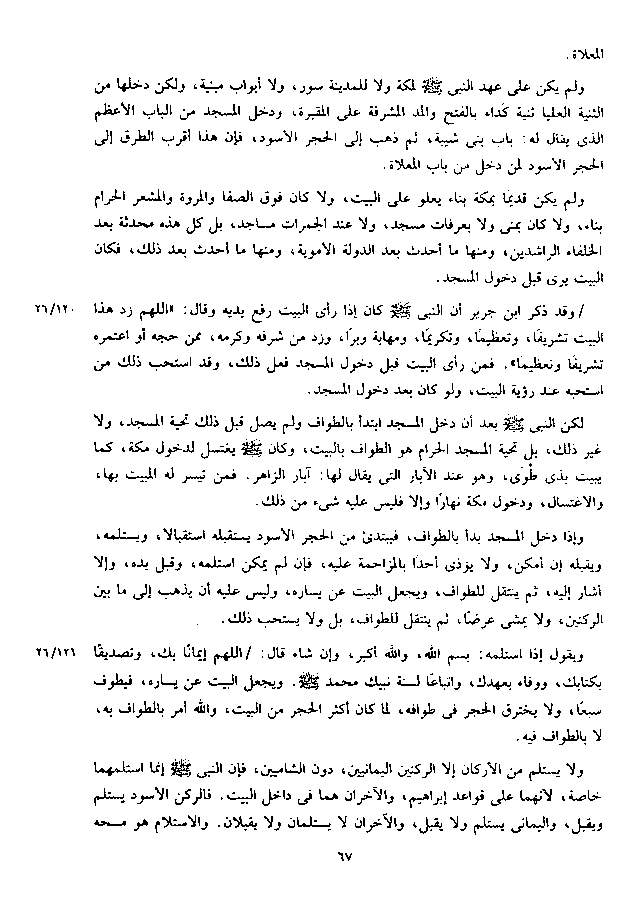 المعلاة .
ولم يكن على عهد النبى ﷺ لمكة ولا للمدينة سور، ولا أبواب مبنية، ولكن دخلها من
الثنية العليا ثنية كَداء بالفتح والمد المشرفة على المقبرة، ودخل المسجد من الباب الأعظم
الذى يقال له: باب بنى شيبة، ثم ذهب إلى الحجر الأسود، فإن هذا أقرب الطرق إلى
الحجر الأسود لمن دخل من باب المعلاة.
ولم يكن قديمًا بمكة بناء يعلو على البيت، ولا كان فوق الصفا والمروة والمشعر الحرام
بناء، ولا كان بمنى ولا بعرفات مسجد، ولا عند الجمرات مساجد، بل كل هذه محدثة بعد
الخلفاء الراشدين، ومنها ما أحدث بعد الدولة الأموية، ومنها ما أحدث بعد ذلك، فكان
البيت يرى قبل دخول المسجد.
/ وقد ذكر ابن جرير أن النبى ﷺ كان إذا رأى البيت رفع يديه وقال: «اللهم زد هذا ٢٦/١٢٠
البيت تشريفًا، وتعظيمًا، وتكريمًا، ومهابة وبرًا، وزد من شرفه وكرمه، ممن حجه أو اعتمره
تشريفًا وتعظيمًا». فمن رأى البيت قبل دخول المسجد فعل ذلك، وقد استحب ذلك من
استحبه عند رؤية البيت، ولو كان بعد دخول المسجد.
لكن النبى ﷺ بعد أن دخل المسجد ابتدأ بالطواف ولم يصل قبل ذلك تحية المسجد، ولا
غير ذلك، بل تحية المسجد الحرام هو الطواف بالبيت، وكان ﷺ يغتسل لدخول مكة، كما
يبيت بذى طُوَى، وهو عند الآبار التى يقال لها: آبار الزاهر. فمن تيسر له المبيت بها،
والاغتسال، ودخول مكة نهارًا وإلا فليس عليه شىء من ذلك.
وإذا دخل المسجد بدأ بالطواف، فيبتدئ من الحجر الأسود يستقبله استقبالا، ويستلمه،
ويقبله إن أمكن، ولا يؤذى أحدًا بالمزاحمة عليه، فإن لم يمكن استلمه، وقبل يده، وإلا
أشار إليه، ثم ينتقل للطواف، ويجعل البيت عن يساره، وليس عليه أن يذهب إلى ما بين
الركنين، ولا يمشى عرضًا، ثم ينتقل للطواف، بل ولا يستحب ذلك.
ويقول إذا استلمه: بسم الله، والله أكبر، وإن شاء قال: /اللهم إيمانًا بك، وتصديقًا ٢٦/١٢١
بكتابك، ووفاء بعهدك، واتباعًا لسنة نبيك محمد ﷺ. ويجعل البيت عن يساره، فيطوف
سبعًا، ولا يخترق الحجر فى طوافه، لما كان أكثر الحجر من البيت، والله أمر بالطواف به،
لا بالطواف فيه.
ولا يستلم من الأركان إلا الركنين اليمانيين، دون الشاميين، فإن النبى ﷺ إنما استلمهما
خاصة، لأنهما على قواعد إبراهيم، والآخران هما فى داخل البيت. فالركن الأسود يستلم
ويقبل، واليمانى يستلم ولا يقبل، والآخران لا يستلمان ولا يقبلان. والاستلام هو مسحه
٦٧